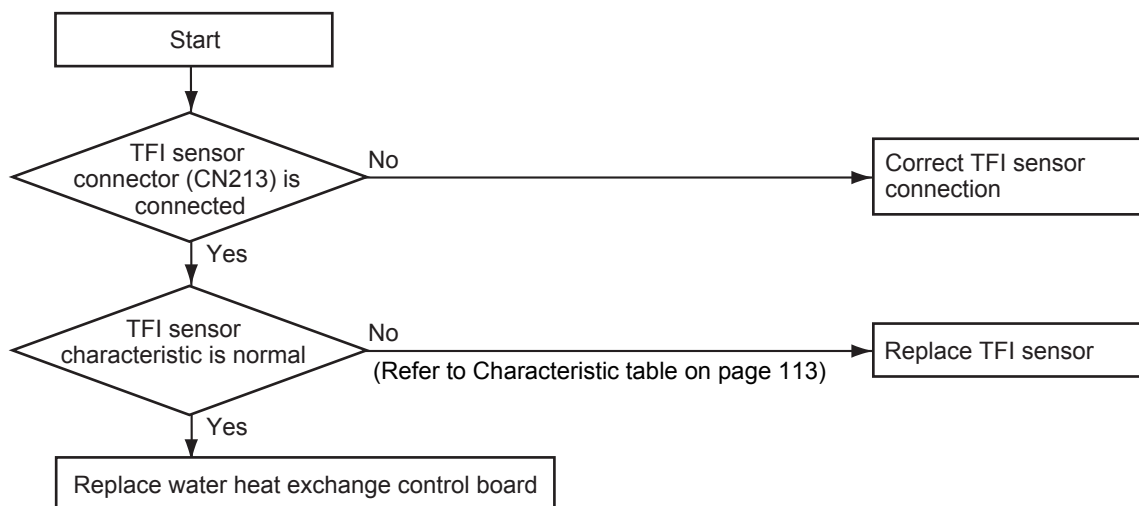 Start
TFI sensor
connector (CN213) is
connected
No
Correct TFI sensor
connection
Yes
TFI sensor
characteristic is normal
No
(Refer to Characteristic table on page 113)
Replace TFI sensor
Yes
Replace water heat exchange control board